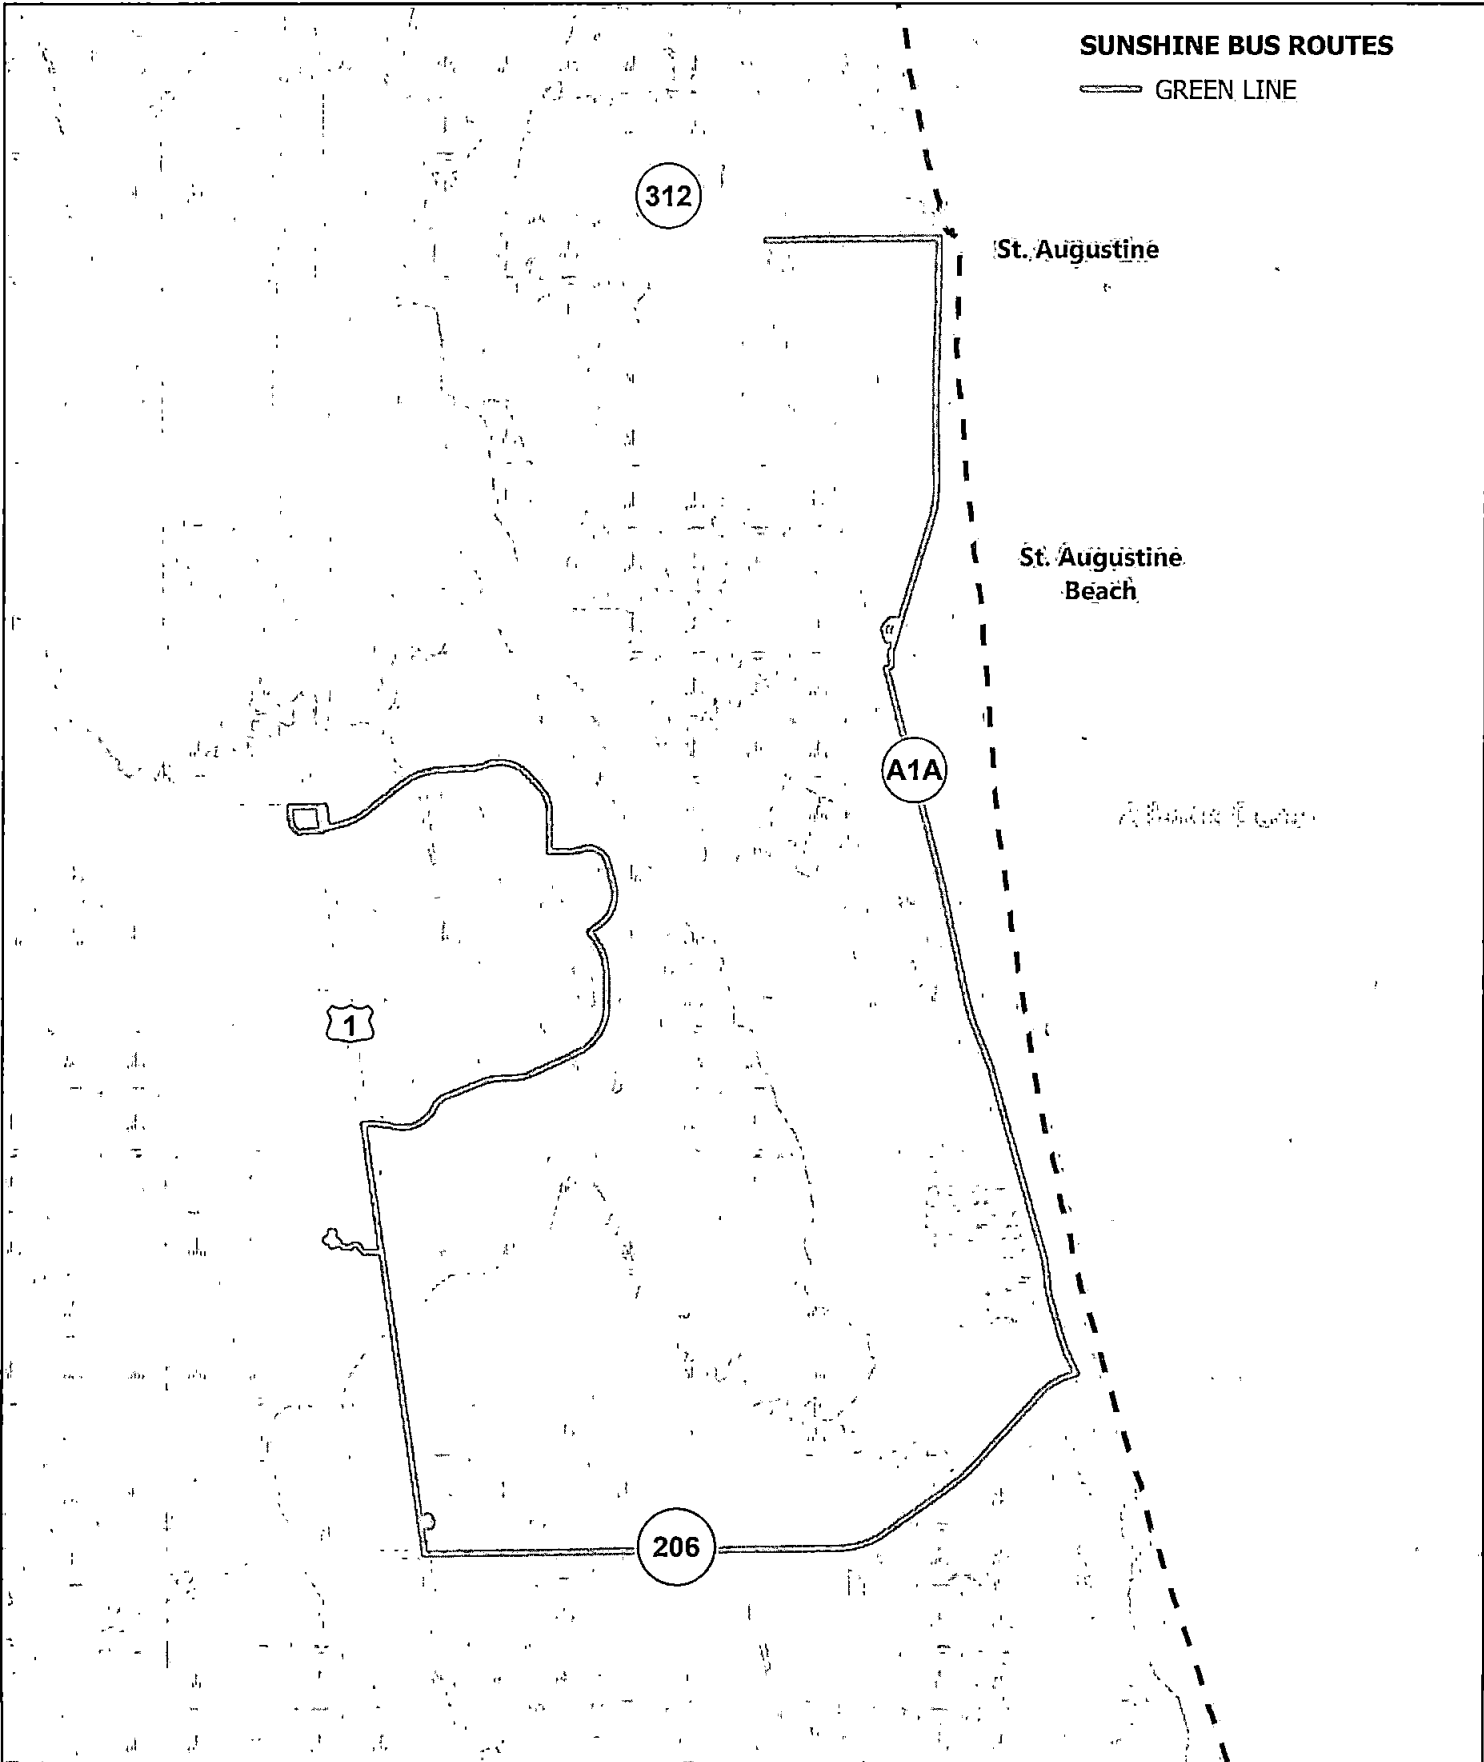 SUNSHINE BUS ROUTES
GREEN LINE
312
St. Augustine
St. Augustine
Beach
A1A
1
206